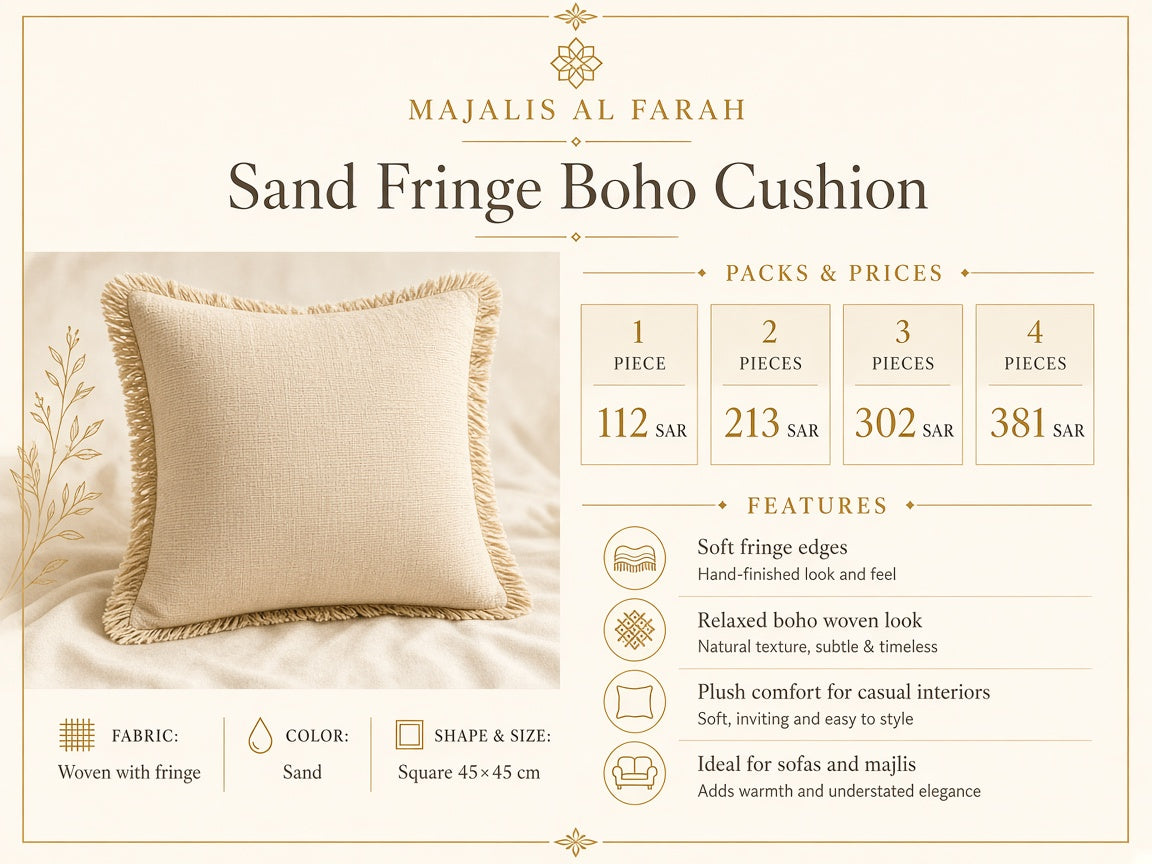 MAJALIS AL FARAH
Sand Fringe Boho Cushion
PACKS & PRICES
1
PIECE
112 SAR
2
PIECES
213 SAR
3
PIECES
302 SAR
4
PIECES
381 SAR
FEATURES
Soft fringe edges
Hand-finished look and feel
Relaxed boho woven look
Natural texture, subtle & timeless
Plush comfort for casual interiors
Soft, inviting and easy to style
Ideal for sofas and majlis
Adds warmth and understated elegance
FABRIC:
Woven with fringe
COLOR:
Sand
SHAPE & SIZE:
Square 45×45 cm